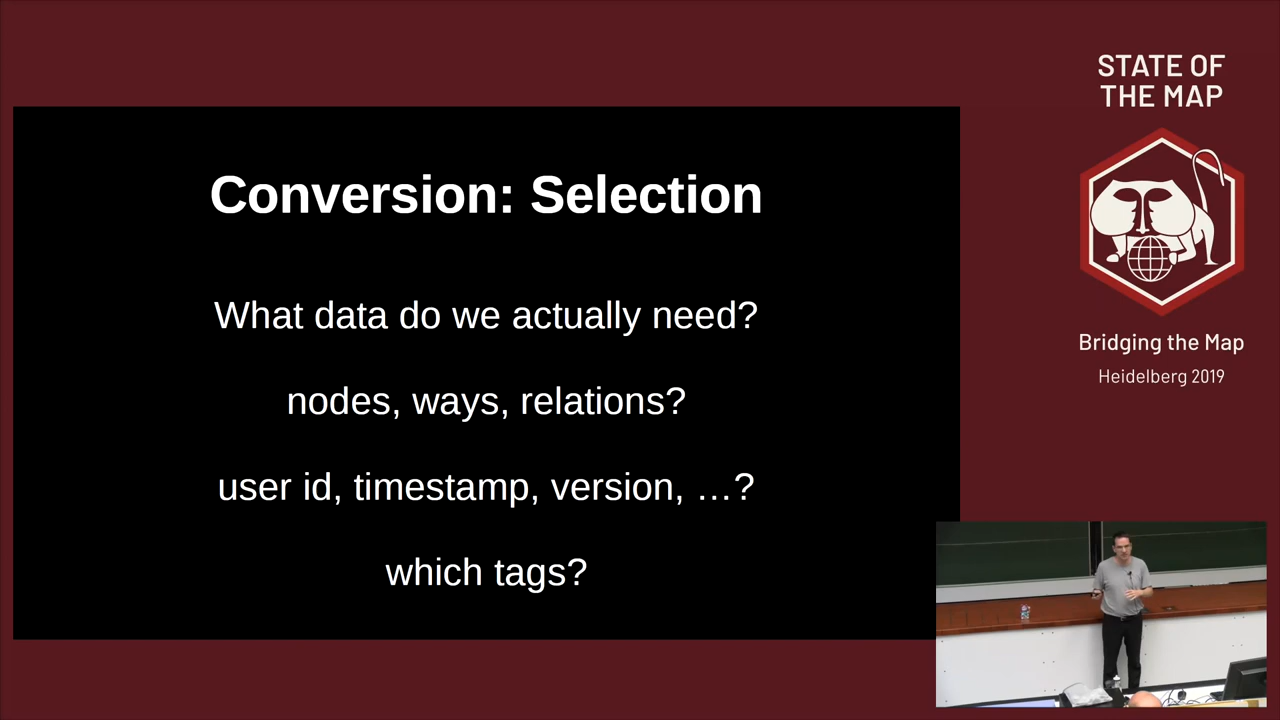 STATE OF
THE MAP
Conversion: Selection
What data do we actually need?
nodes, ways, relations?
user id, timestamp, version, …?
which tags?
Bridging the Map
Heidelberg 2019